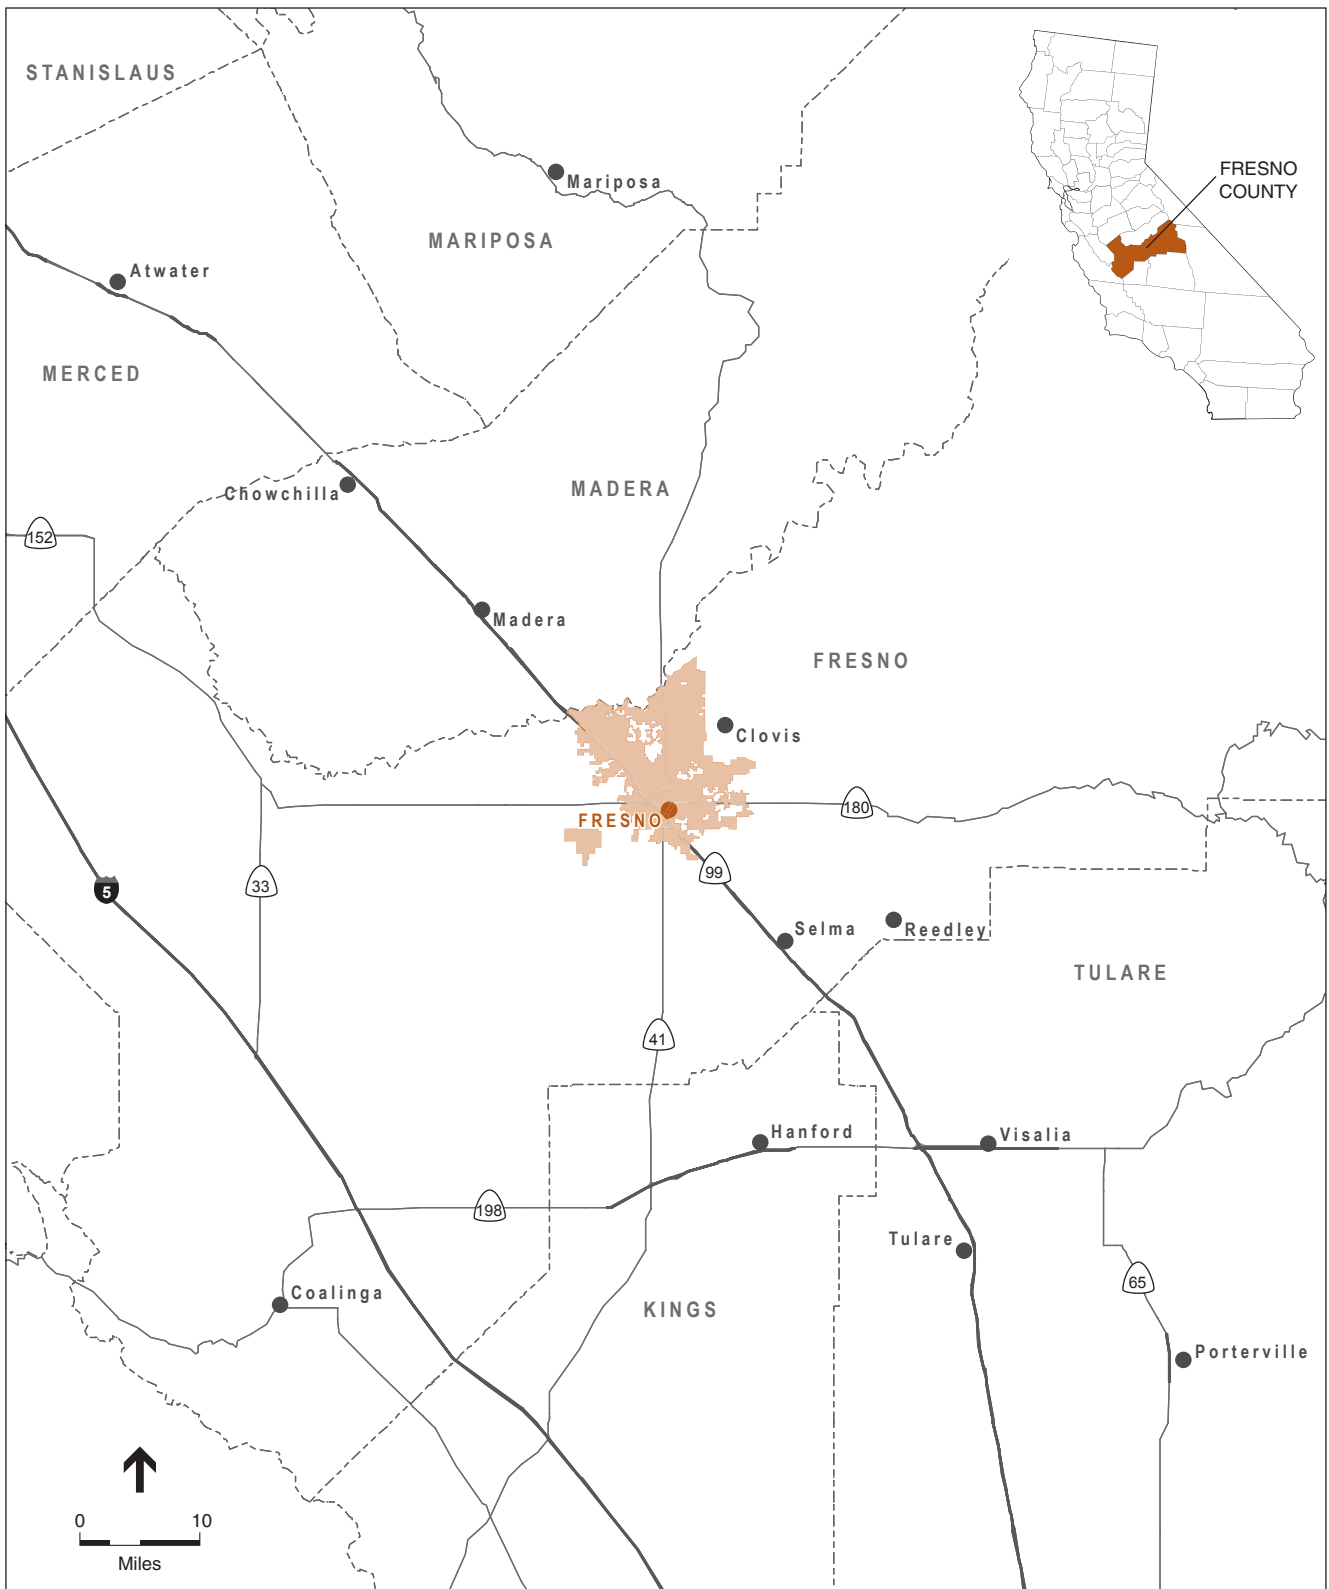 STANISLAUS
FRESNO
COUNTY
Mariposa
MARIPOSA
Atwater
MERCED
Chowchilla
MADERA
152
Madera
FRESNO
Clovis
180
FRESNO
99
5
33
Selma
Reedley
TULARE
41
Hanford
Visalia
198
Tulare
65
Coalinga
KINGS
Porterville
0 10
Miles